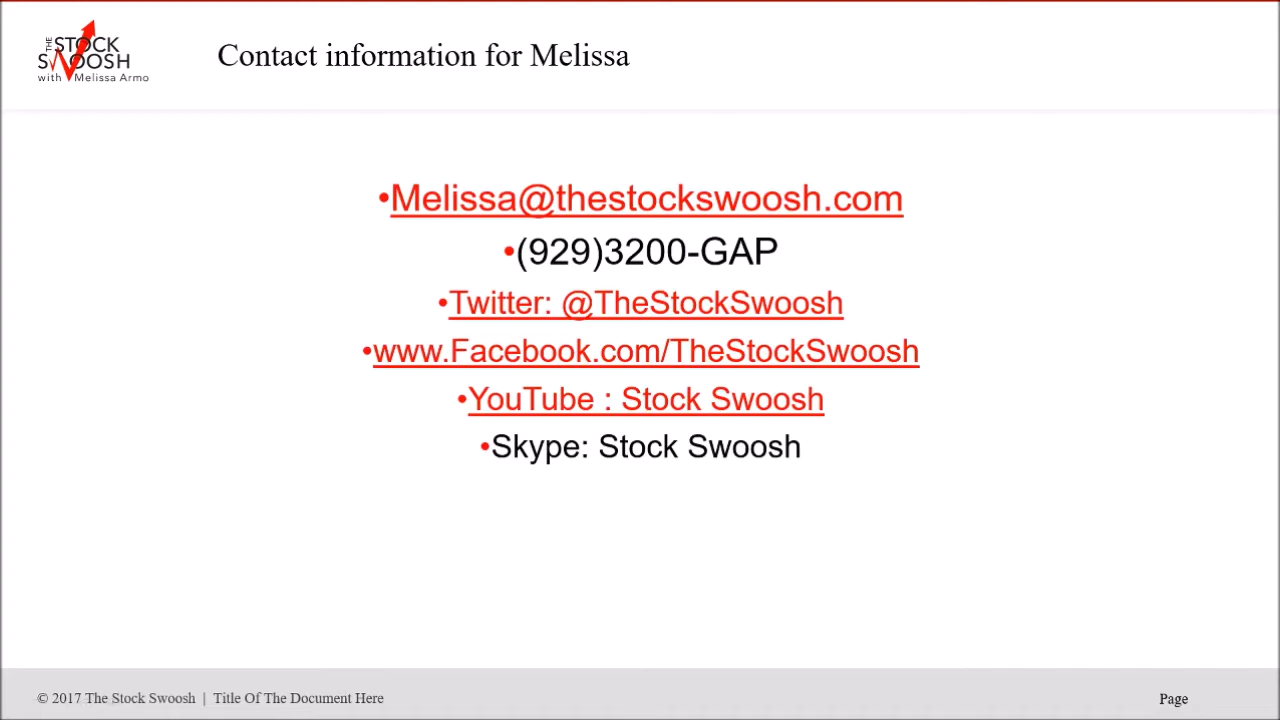 THE STOCK
SWOOSH
with Melissa Armo
Contact information for Melissa
•Melissa@thestockswoosh.com
•(929)3200-GAP
•Twitter: @TheStockSwoosh
•www.Facebook.com/TheStockSwoosh
•YouTube : Stock Swoosh
•Skype: Stock Swoosh
© 2017 The Stock Swoosh | Title Of The Document Here
Page